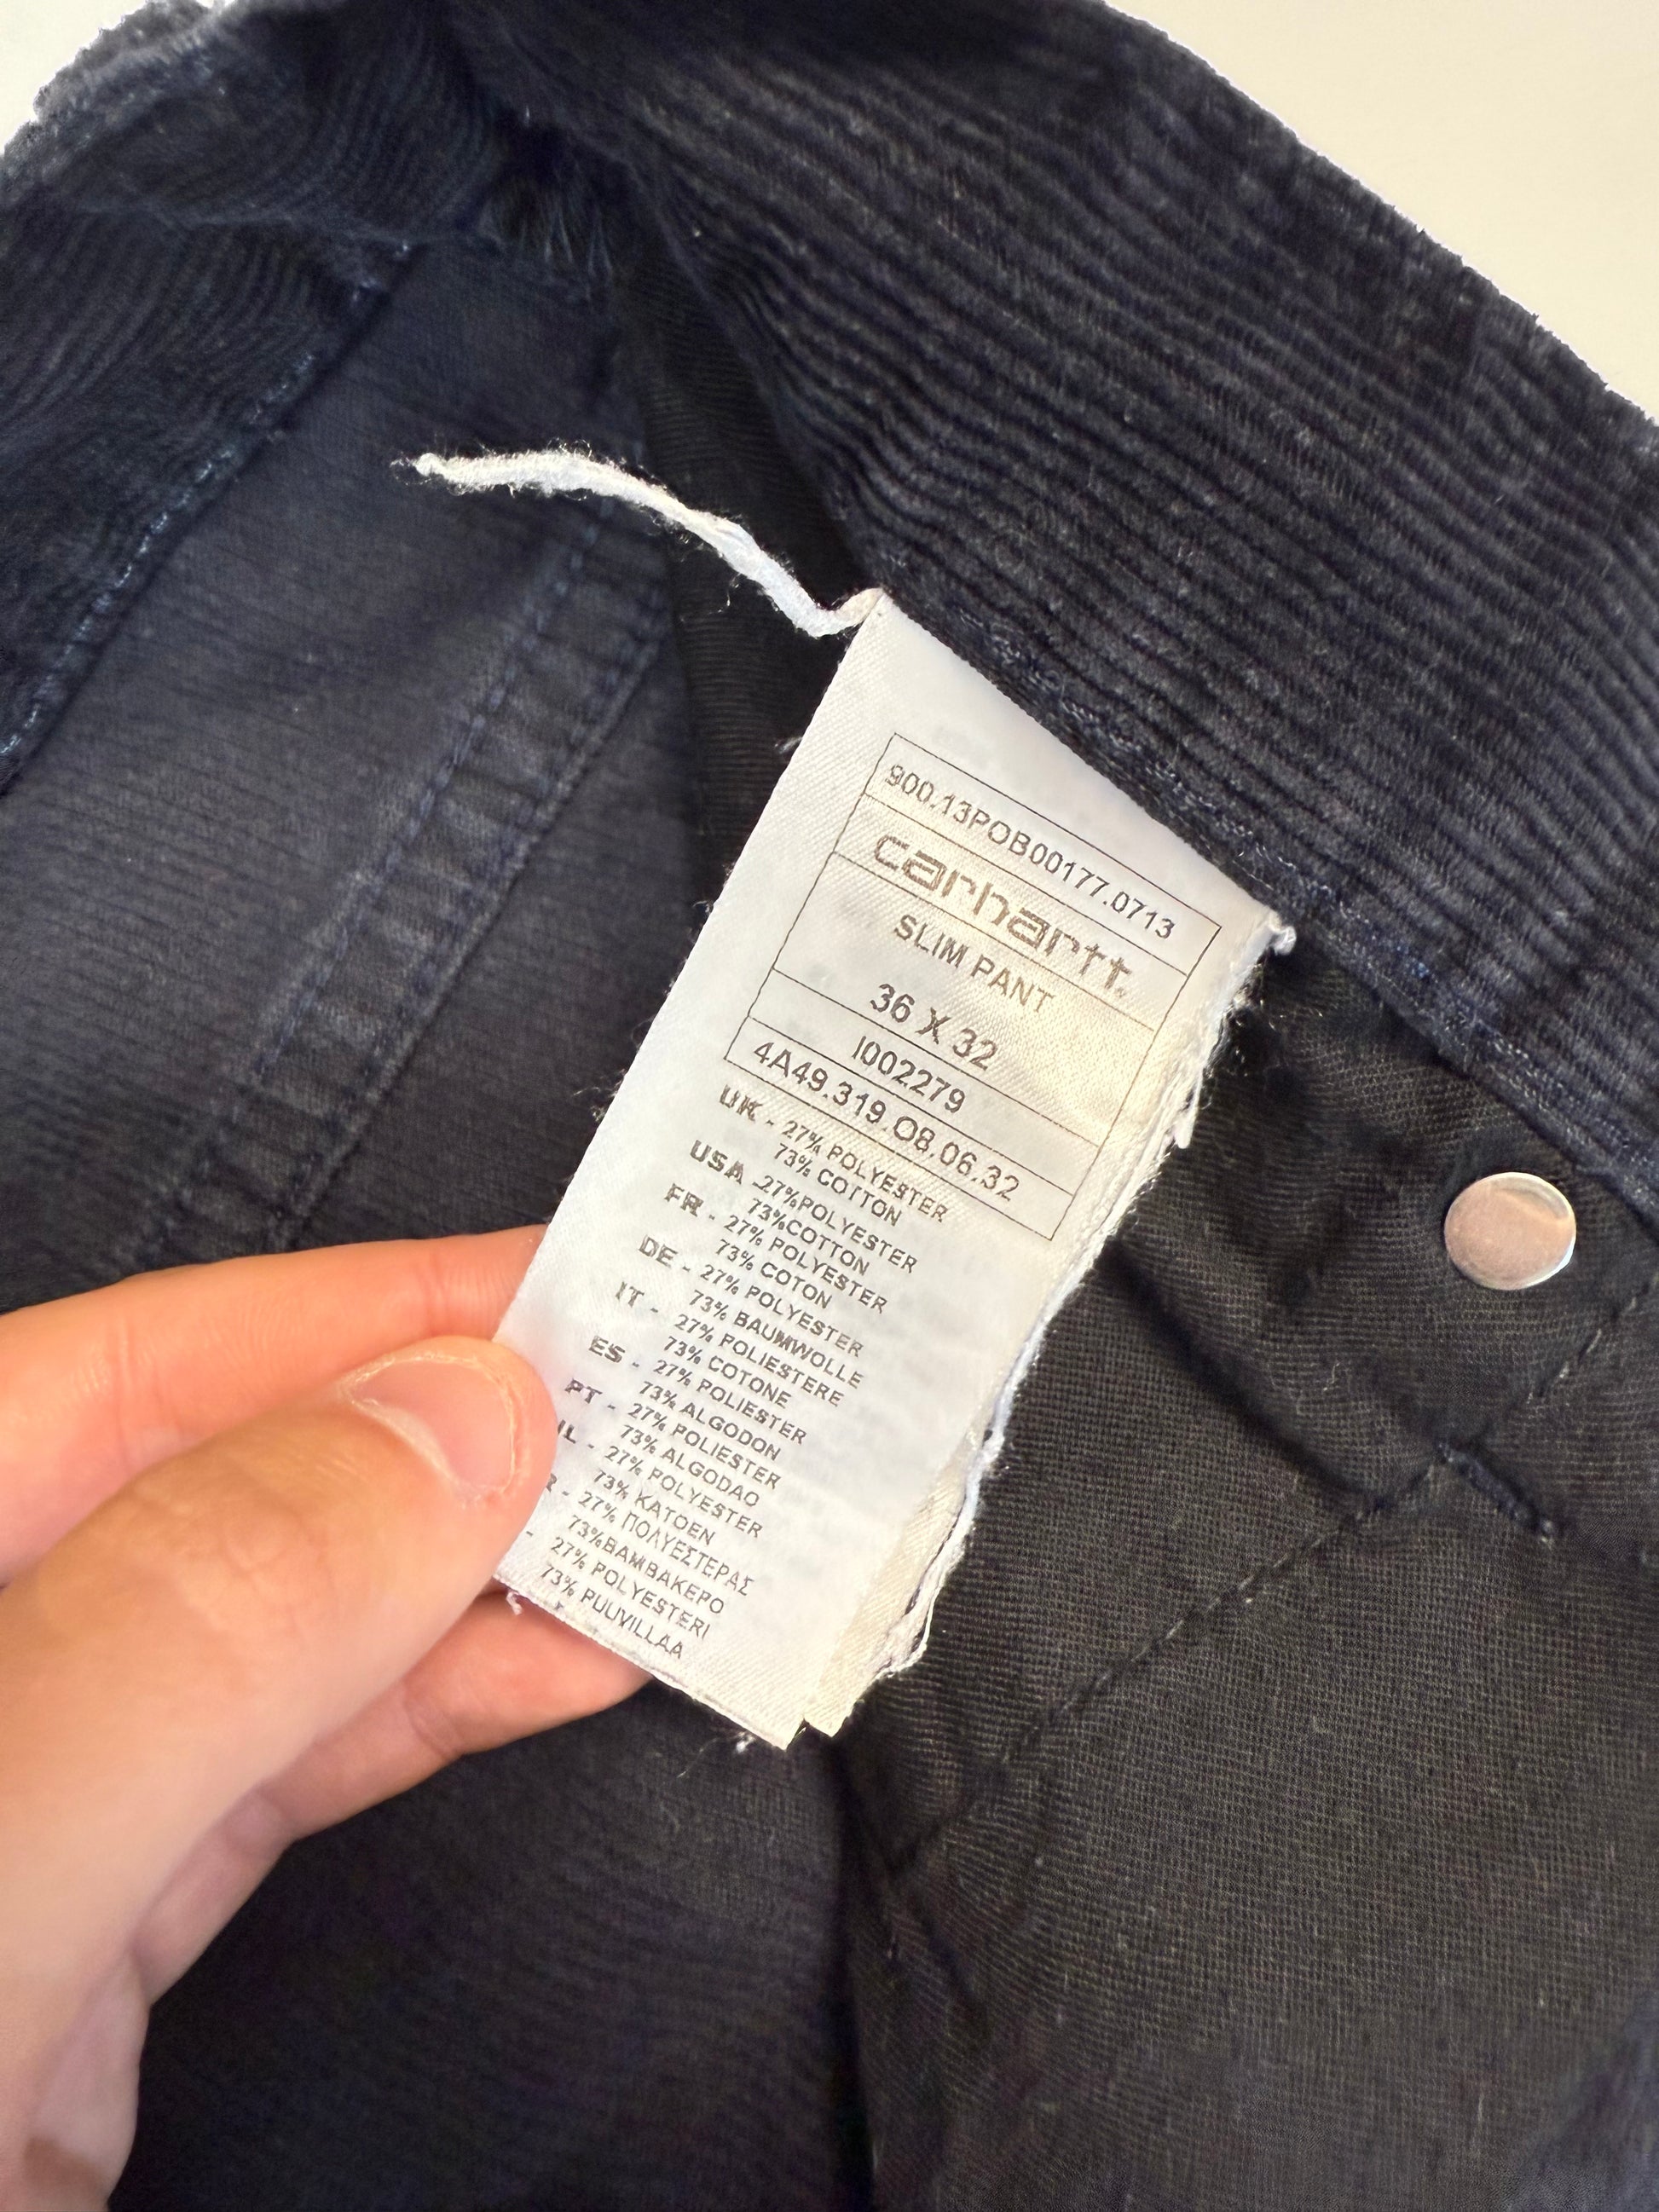 900.13POB00177.0713
carhartt.
SLIM PANT
36 X 32
I002279
4A49.319.O8.06.32
UK - 27% POLYESTER
73% COTTON
USA -27%POLYESTER
73%COTTON
FR - 27% POLYESTER
73% COTON
DE - 27% POLYESTER
73% BAUMWOLLE
IT - 27% POLIESTERE
73% COTONE
ES - 27% POLIESTER
73% ALGODON
PT - 27% POLIESTER
73% ALGODAO
- 27% POLYESTER
73% KATOEN
- 27% ΠΟΛΥΕΣΤΕΡΑΣ
73%ΒΑΜΒΑΚΕΡΟ
- 27% POLYESTERI
73% PUUVILLAA